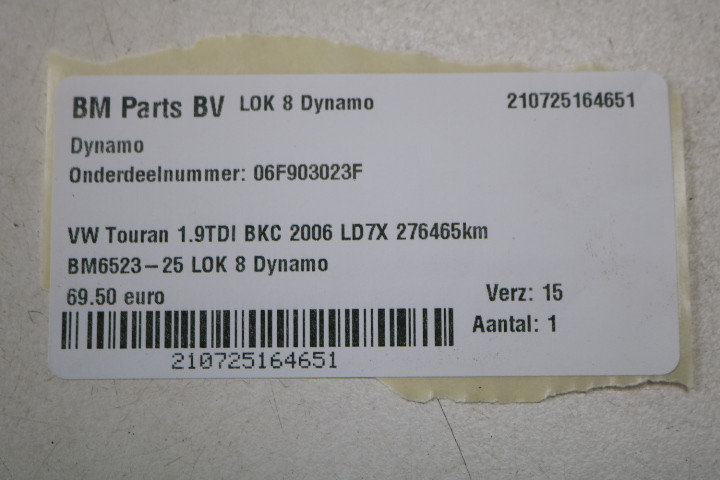 BM Parts BV LOK 8 Dynamo 210725164651
Dynamo
Onderdeelnummer: 06F903023F
VW Touran 1.9TDI BKC 2006 LD7X 276465km
BM6523-25 LOK 8 Dynamo
69.50 euro Verz: 15
Aantal: 1
210725164651